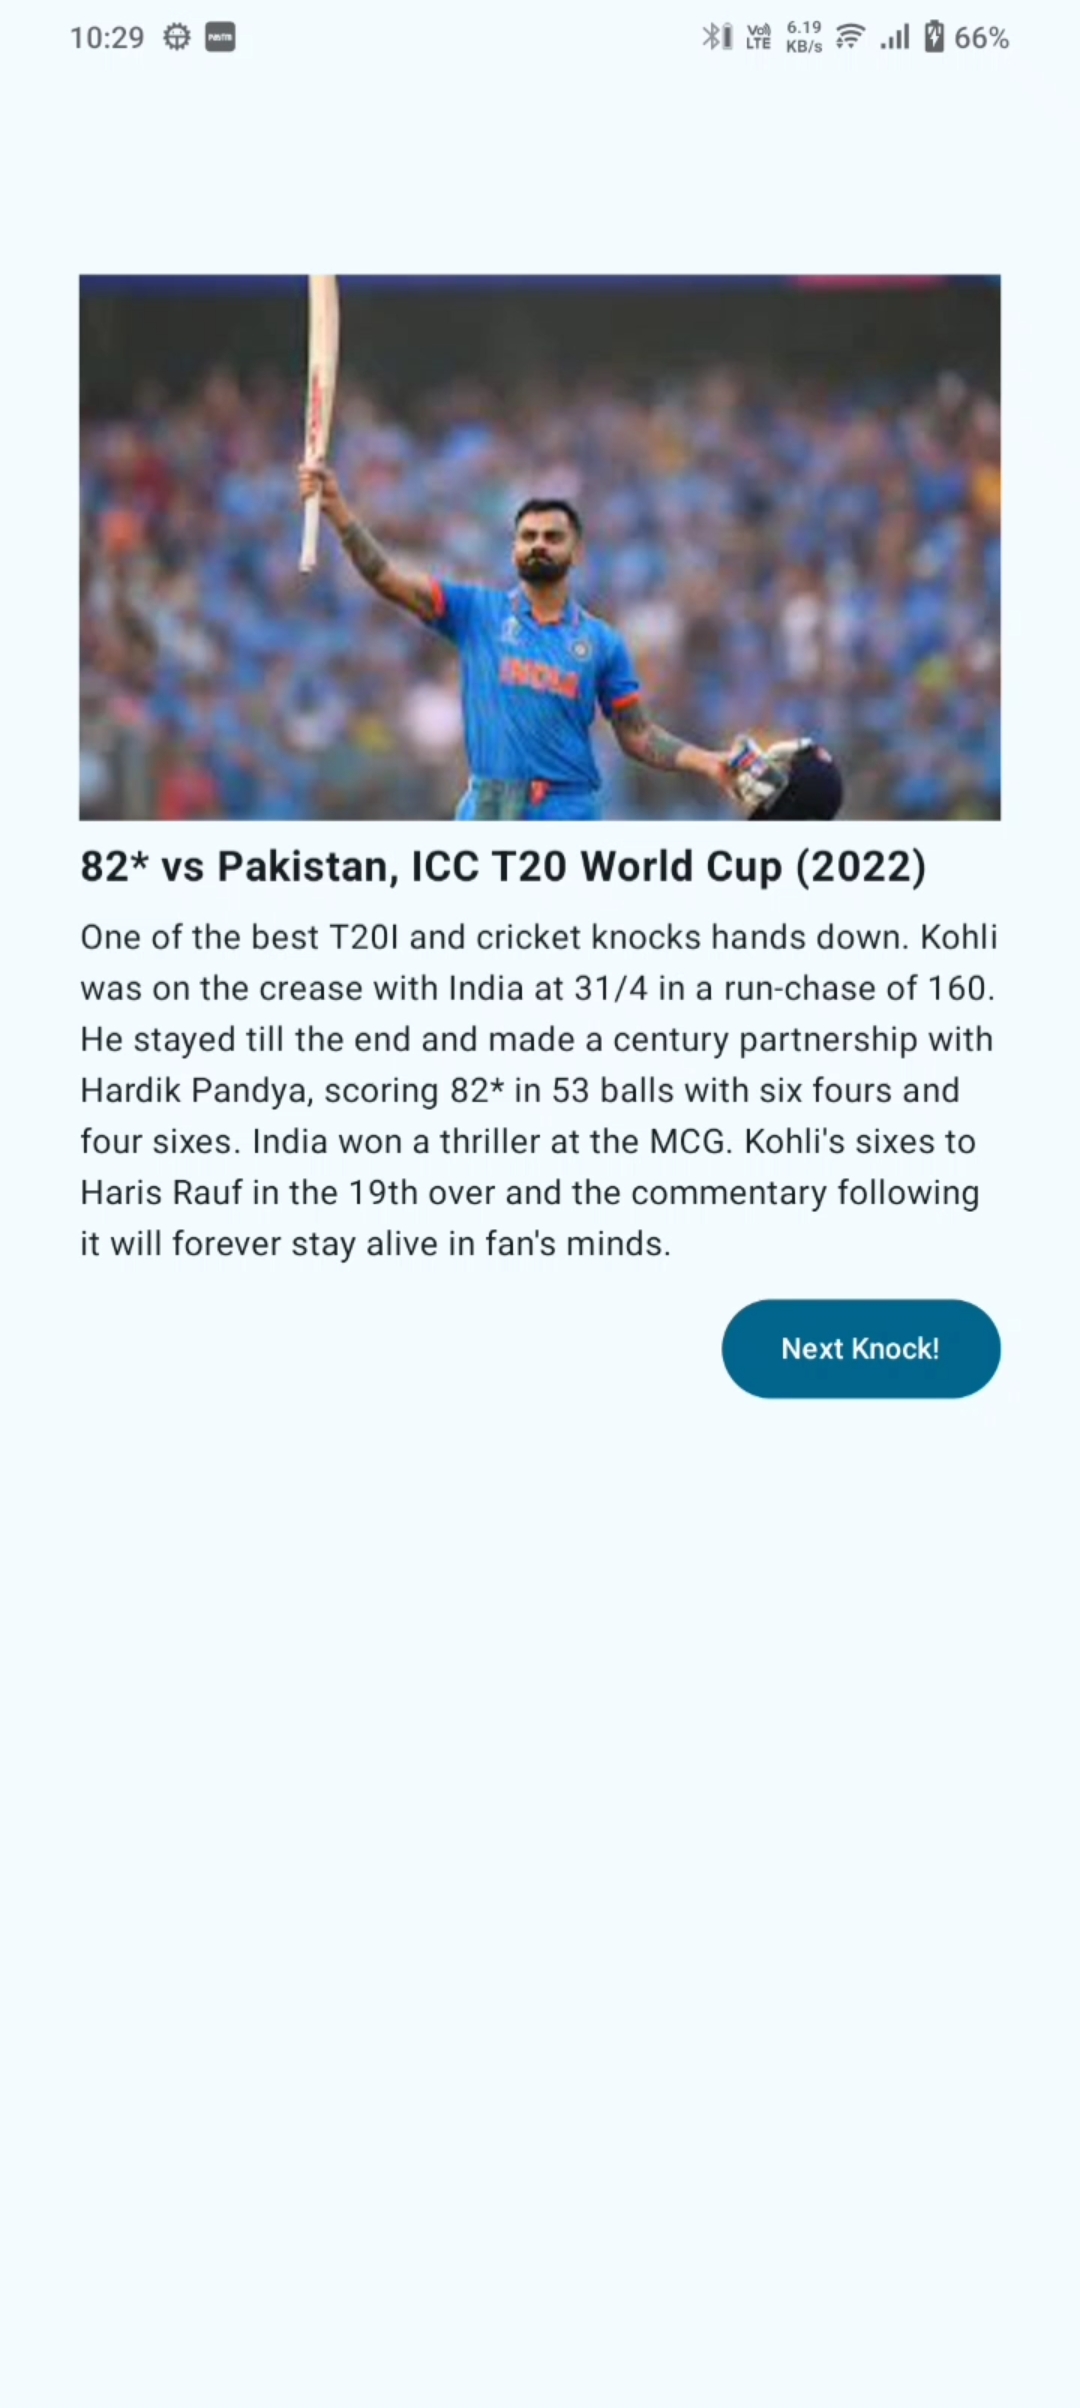 10:29
Paytm
Vo)) LTE
6.19 KB/s
66%
INDIA
82* vs Pakistan, ICC T20 World Cup (2022)
One of the best T20I and cricket knocks hands down. Kohli
was on the crease with India at 31/4 in a run-chase of 160.
He stayed till the end and made a century partnership with
Hardik Pandya, scoring 82* in 53 balls with six fours and
four sixes. India won a thriller at the MCG. Kohli's sixes to
Haris Rauf in the 19th over and the commentary following
it will forever stay alive in fan's minds.
Next Knock!